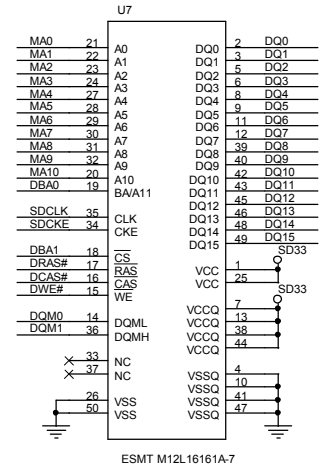 U7
MA0 21 A0 DQ0 2 DQ0
MA1 22 A1 DQ1 3 DQ1
MA2 23 A2 DQ2 5 DQ2
MA3 24 A3 DQ3 6 DQ3
MA4 27 A4 DQ4 8 DQ4
MA5 28 A5 DQ5 9 DQ5
MA6 29 A6 DQ6 11 DQ6
MA7 30 A7 DQ7 12 DQ7
MA8 31 A8 DQ8 39 DQ8
MA9 32 A9 DQ9 40 DQ9
MA10 20 A10 DQ10 42 DQ10
DBA0 19 BA/A11 DQ11 43 DQ11
DQ12 45 DQ12
SDCLK 35 CLK DQ13 46 DQ13
SDCKE 34 CKE DQ14 48 DQ14
DQ15 49 DQ15
SD33
DBA1 18 CS
DRAS# 17 RAS VCC 1
DCAS# 16 CAS VCC 25
DWE# 15 WE SD33
VCCQ 7
DQM0 14 DQML VCCQ 13
DQM1 36 DQMH VCCQ 38
VCCQ 44
33 NC
37 NC VSSQ 4
VSSQ 10
26 VSS VSSQ 41
50 VSS VSSQ 47
ESMT M12L16161A-7